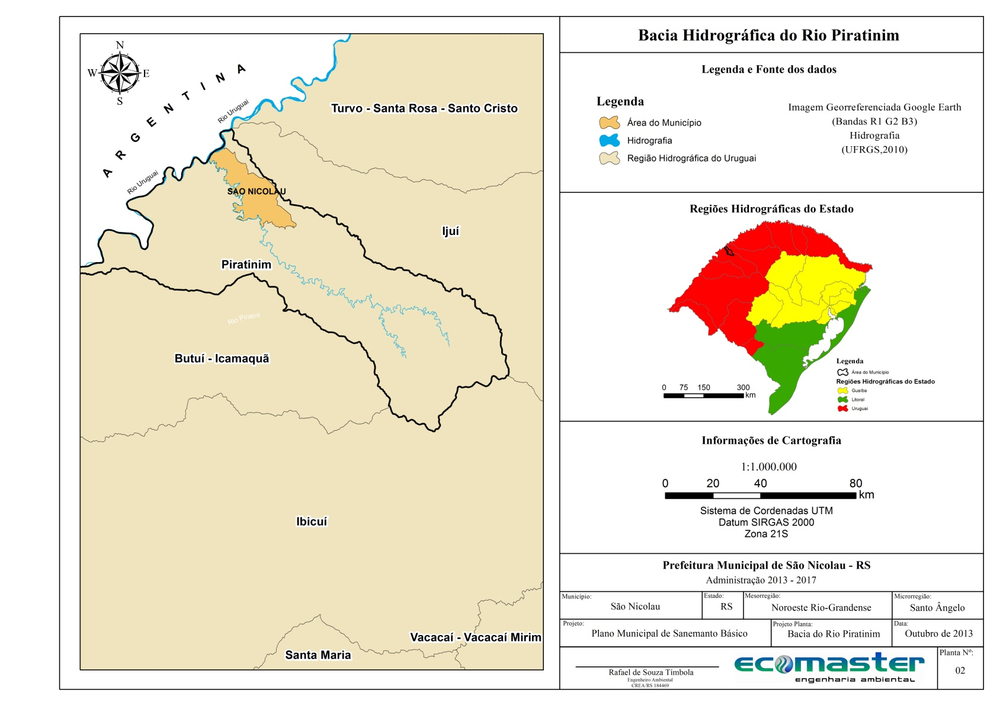 N
W
E
S
ARGENTINA
Rio Uruguai
Rio Uruguai
Turvo - Santa Rosa - Santo Cristo
SAO NICOLAU
Ijuí
Piratinim
Rio Piratini
Butuí - Icamaquã
Ibicuí
Vacacaí - Vacacaí Mirim
Santa Maria
Bacia Hidrográfica do Rio Piratinim
Legenda e Fonte dos dados
Legenda
Área do Município
Hidrografia
Região Hidrográfica do Uruguai
Imagem Georreferenciada Google Earth
(Bandas R1 G2 B3)
Hidrografia
(UFRGS,2010)
Regiões Hidrográficas do Estado
0 75 150 300
km
Legenda
Área do Município
Regiões Hidrográficas do Estado
Guaíba
Litoral
Uruguai
Informações de Cartografia
1:1.000.000
0 20 40 80
km
Sistema de Cordenadas UTM
Datum SIRGAS 2000
Zona 21S
Prefeitura Municipal de São Nicolau - RS
Administração 2013 - 2017
Município:
São Nicolau
Estado:
RS
Mesorregião:
Noroeste Rio-Grandense
Microrregião:
Santo Ângelo
Projeto:
Plano Municipal de Sanemanto Básico
Projeto Planta:
Bacia do Rio Piratinim
Data:
Outubro de 2013
Rafael de Souza Timbola
Engenheiro Ambiental
CREA/RS 184469
ecomaster
engenharia ambiental
Planta Nº:
02